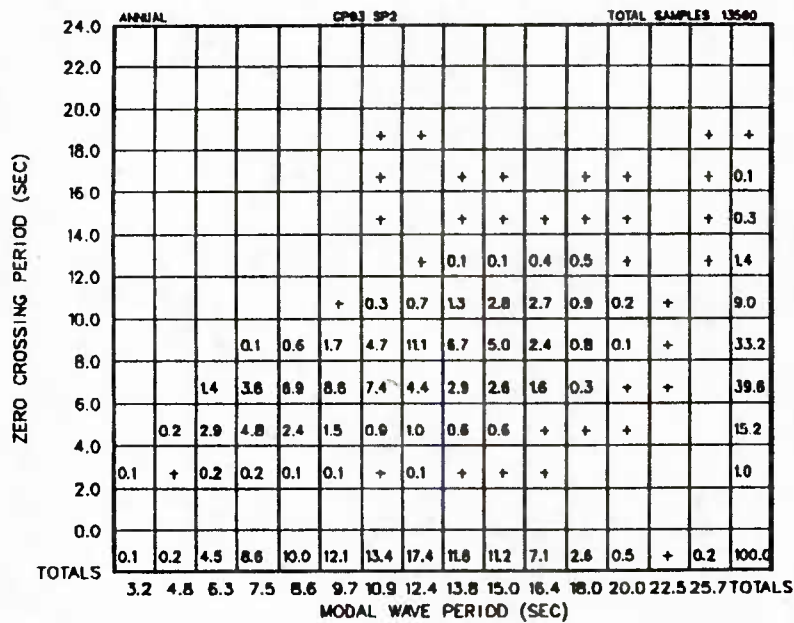 ANNUAL CP93 SP2 TOTAL SAMPLES 13560
24.0
22.0
20.0
+ + + +
18.0
+ + + + + + 0.1
16.0
+ + + + + + 0.3
14.0
+ 0.1 0.1 0.4 0.5 + + 1.4
12.0
+ 0.3 0.7 1.3 2.8 2.7 0.9 0.2 + 9.0
10.0
0.1 0.6 1.7 4.7 11.1 6.7 5.0 2.4 0.8 0.1 + 33.2
8.0
1.4 3.6 6.9 8.6 7.4 4.4 2.9 2.6 1.6 0.3 + + 39.6
6.0
0.2 2.9 4.8 2.4 1.5 0.9 1.0 0.6 0.6 + + + 15.2
4.0
0.1 + 0.2 0.2 0.1 0.1 + 0.1 + + + 1.0
2.0
0.0
0.1 0.2 4.5 8.6 10.0 12.1 13.4 17.4 11.6 11.2 7.1 2.6 0.5 + 0.2 100.0
TOTALS
3.2 4.8 6.3 7.5 8.6 9.7 10.9 12.4 13.8 15.0 16.4 18.0 20.0 22.5 25.7 TOTALS
MODAL WAVE PERIOD (SEC)
ZERO CROSSING PERIOD (SEC)